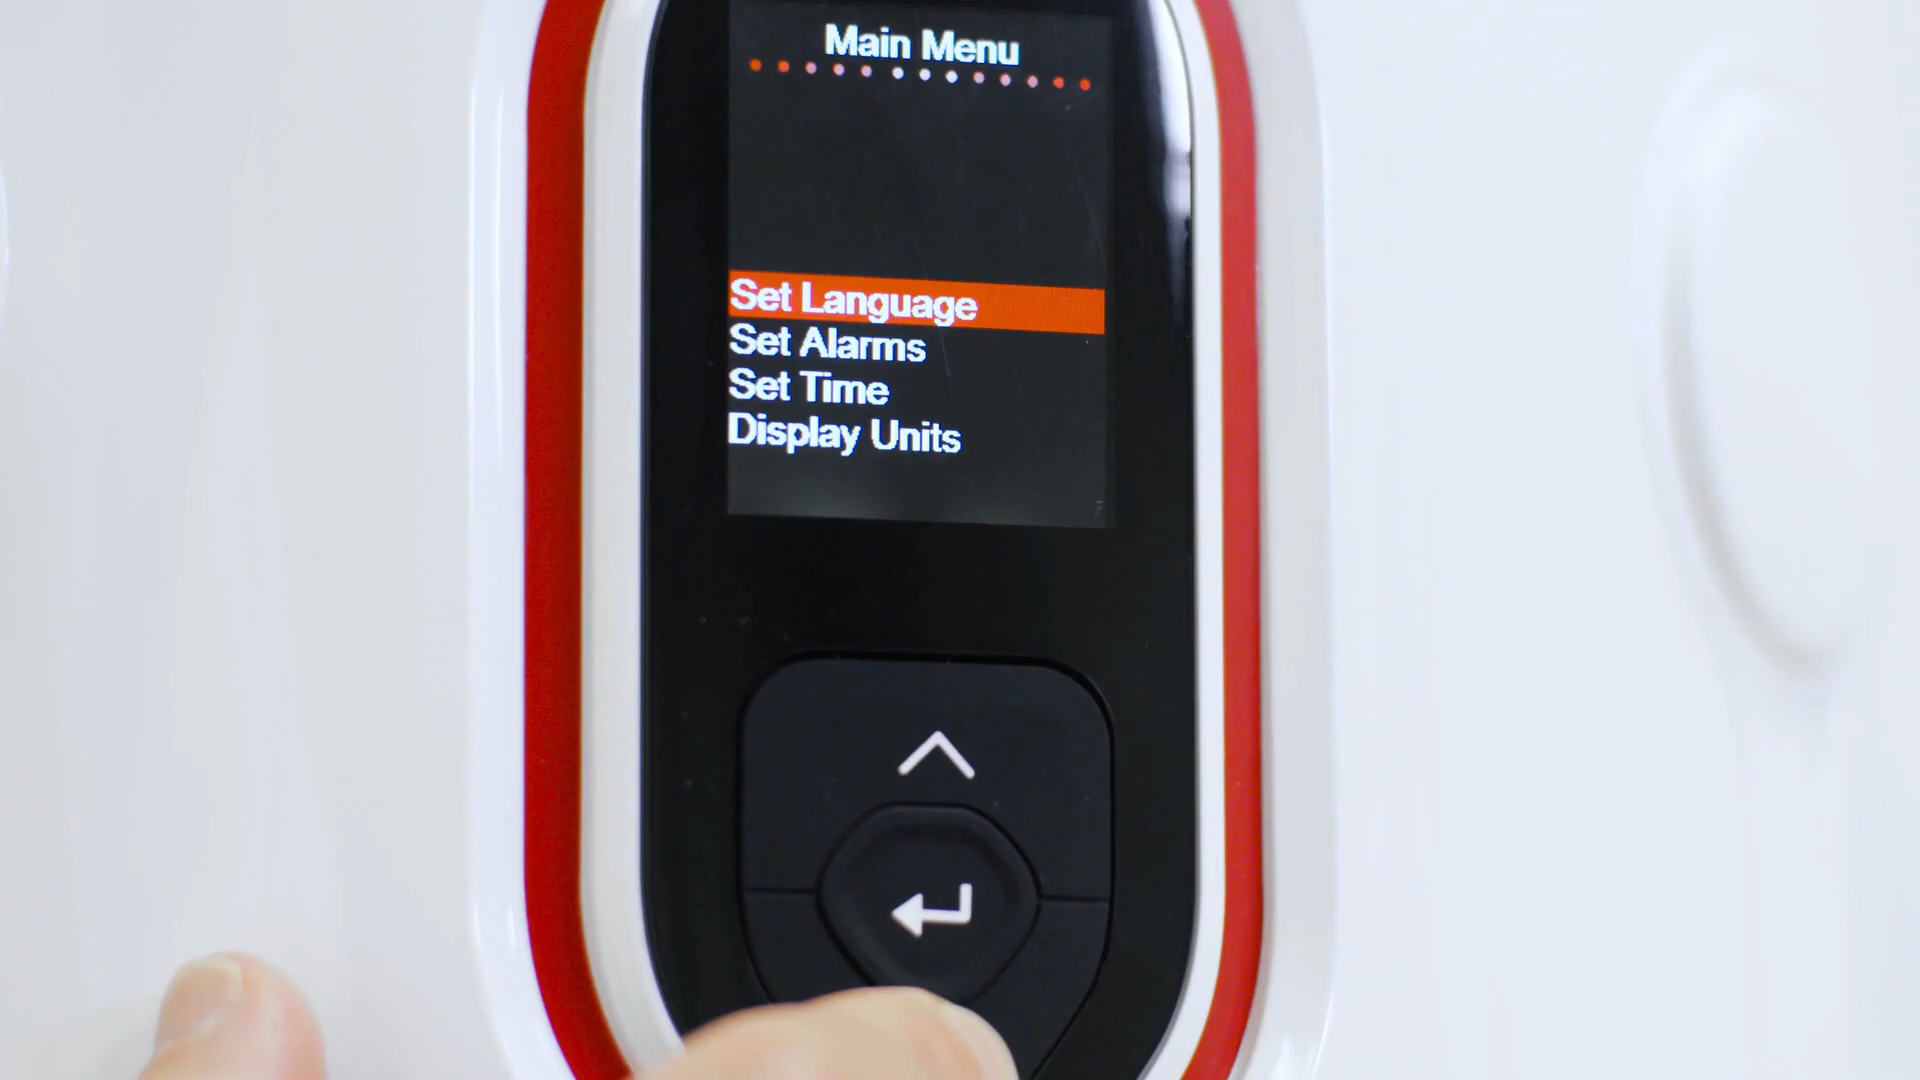 Main Menu
Set Language
Set Alarms
Set Time
Display Units